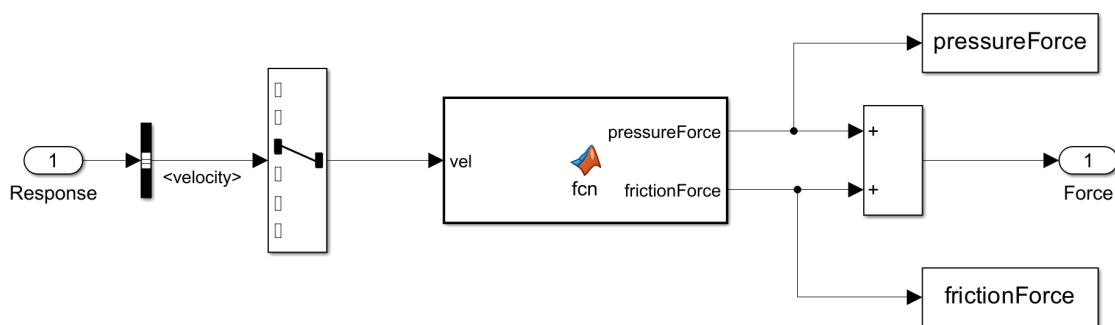 pressureForce
1
Response
<velocity>
vel
pressureForce
fcn
frictionForce
+
+
1
Force
frictionForce